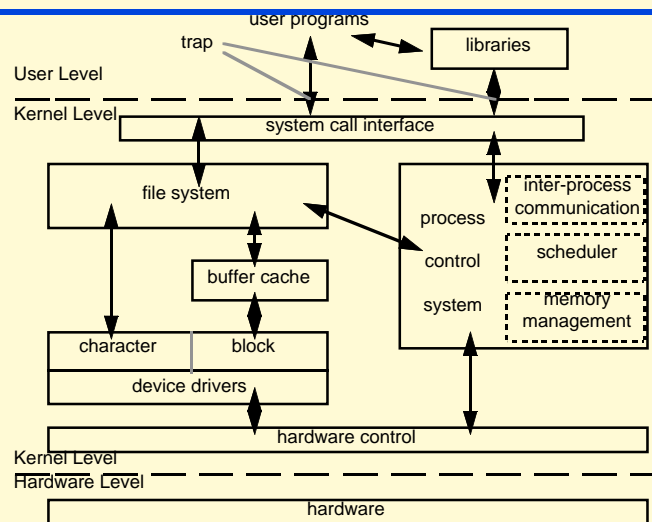 user programs
trap
libraries
User Level
Kernel Level
system call interface
file system
inter-process
communication
process
control
system
scheduler
buffer cache
memory
management
character
block
device drivers
hardware control
Kernel Level
Hardware Level
hardware